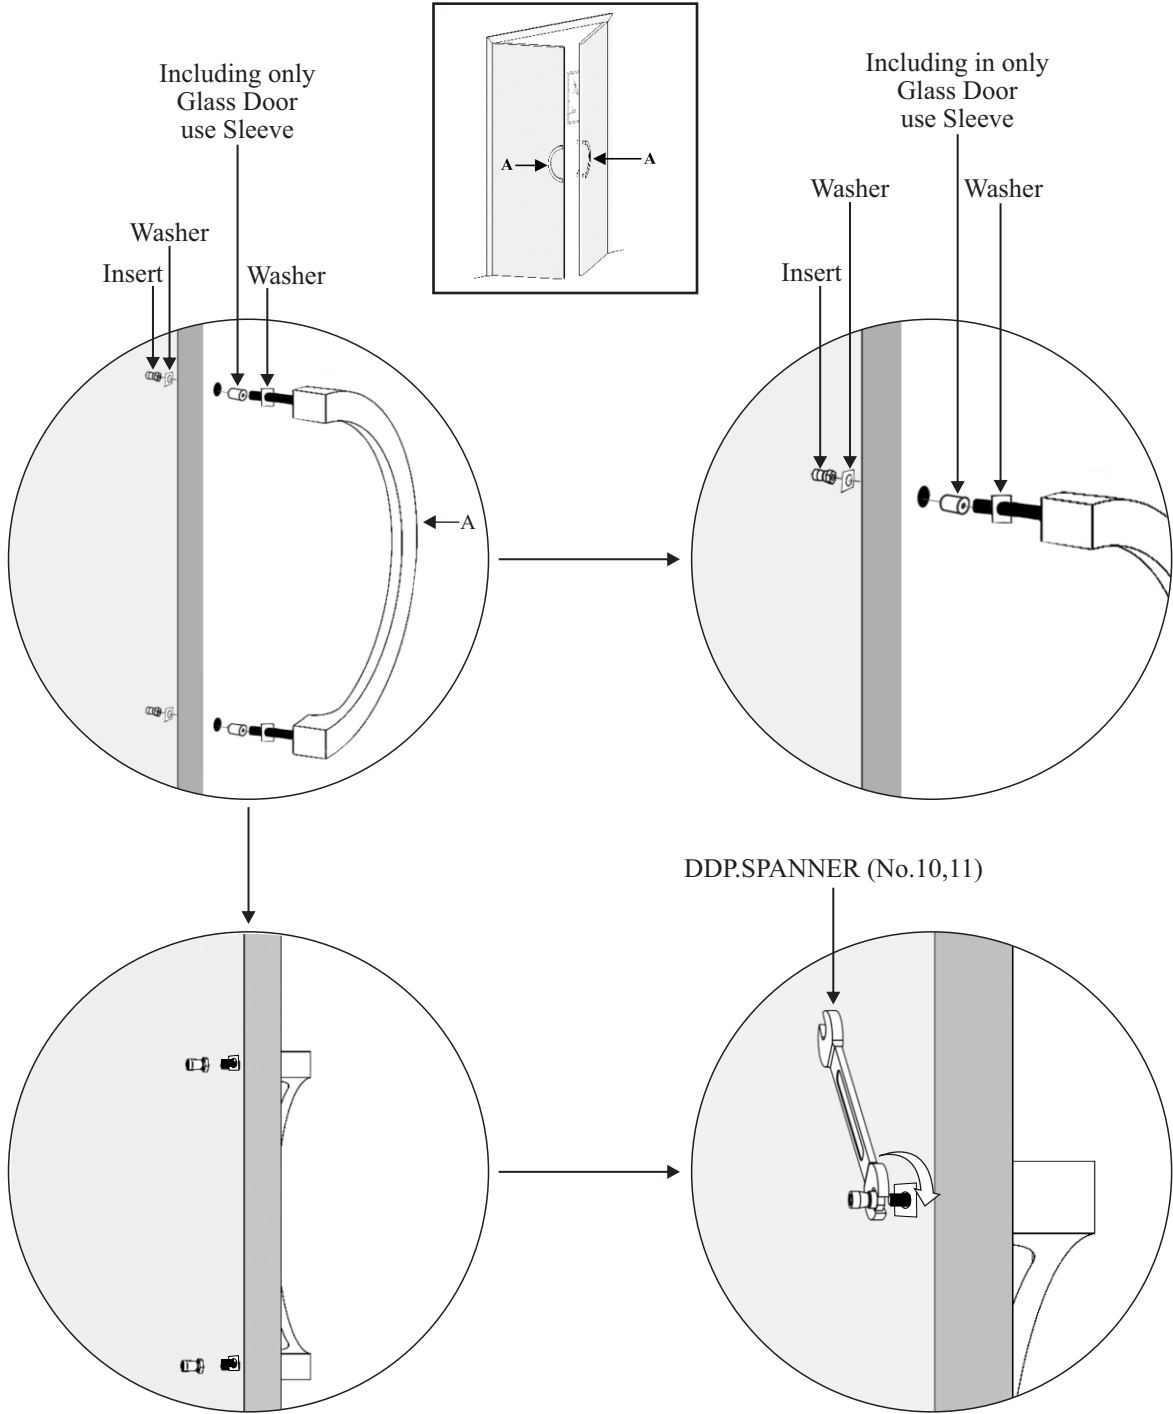 Including only
Glass Door
use Sleeve
Washer
Insert
Washer
A
A
A
Including in only
Glass Door
use Sleeve
Washer
Washer
Insert
DDP.SPANNER (No.10,11)